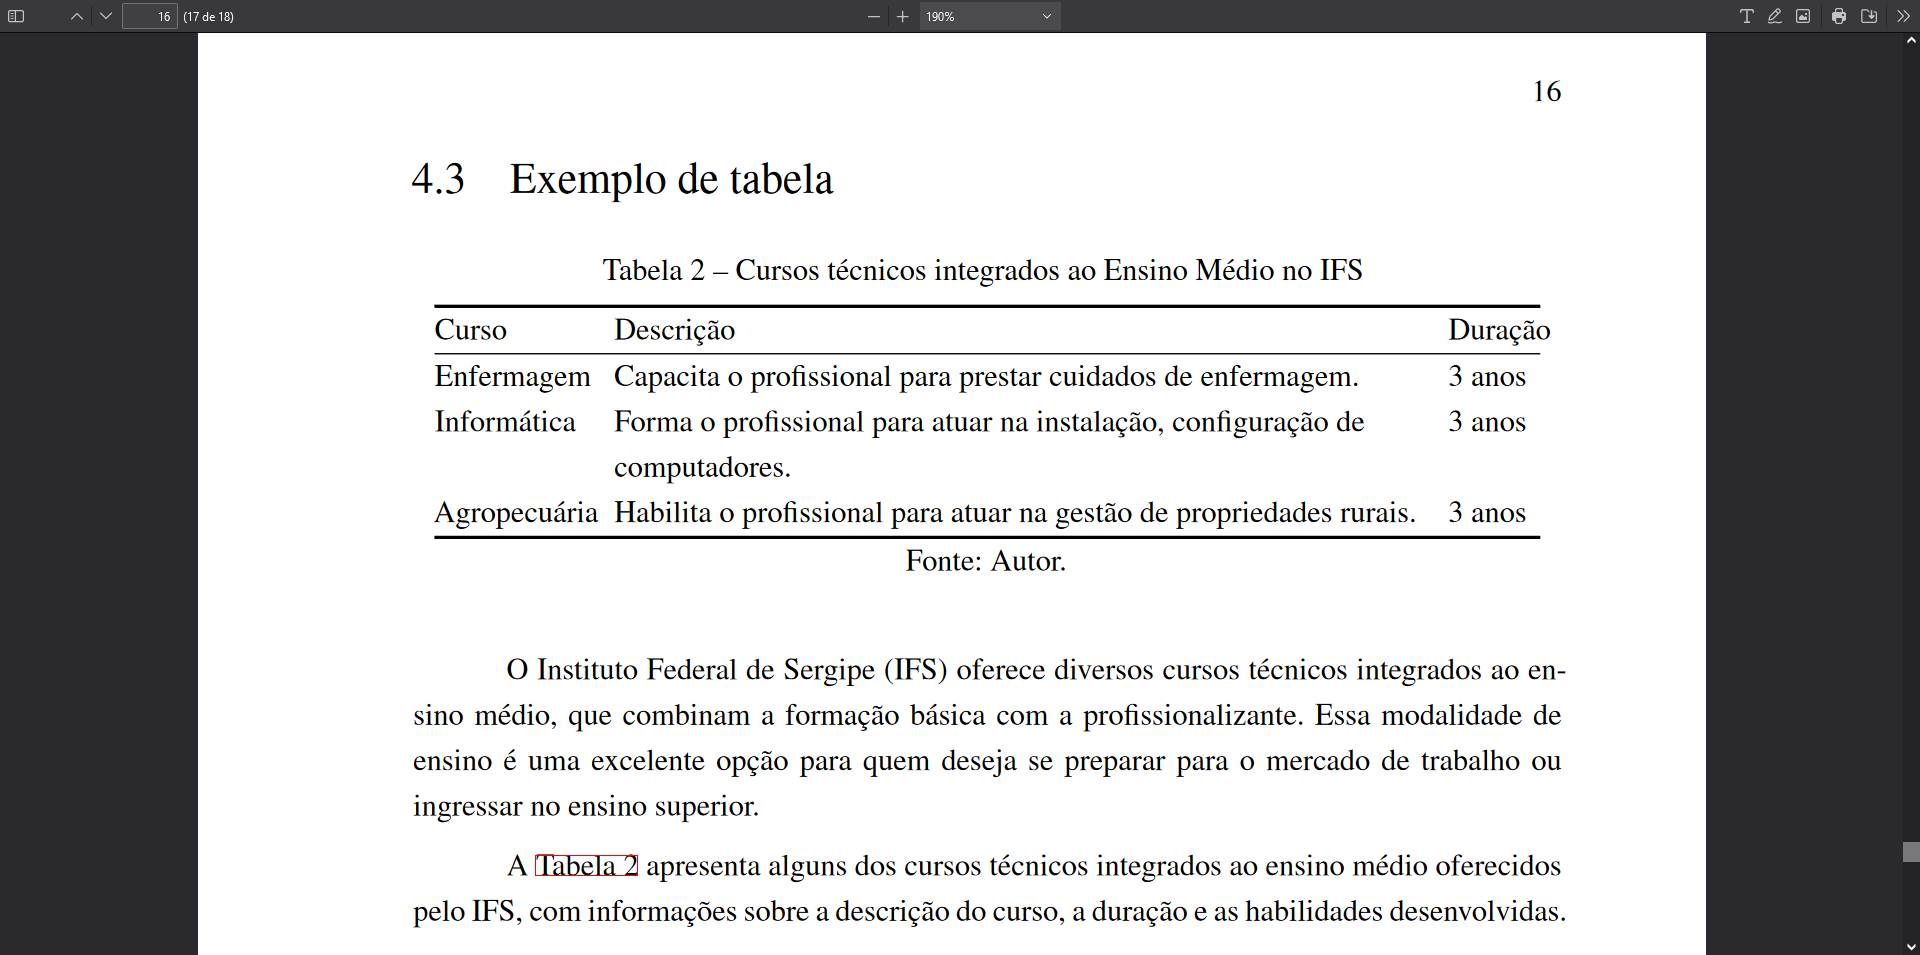 16 (17 de 18) 190%
16
4.3 Exemplo de tabela
Tabela 2 – Cursos técnicos integrados ao Ensino Médio no IFS
Curso Descrição Duração
Enfermagem Capacita o profissional para prestar cuidados de enfermagem. 3 anos
Informática Forma o profissional para atuar na instalação, configuração de 3 anos
computadores.
Agropecuária Habilita o profissional para atuar na gestão de propriedades rurais. 3 anos
Fonte: Autor.
O Instituto Federal de Sergipe (IFS) oferece diversos cursos técnicos integrados ao en-
sino médio, que combinam a formação básica com a profissionalizante. Essa modalidade de
ensino é uma excelente opção para quem deseja se preparar para o mercado de trabalho ou
ingressar no ensino superior.
A Tabela 2 apresenta alguns dos cursos técnicos integrados ao ensino médio oferecidos
pelo IFS, com informações sobre a descrição do curso, a duração e as habilidades desenvolvidas.